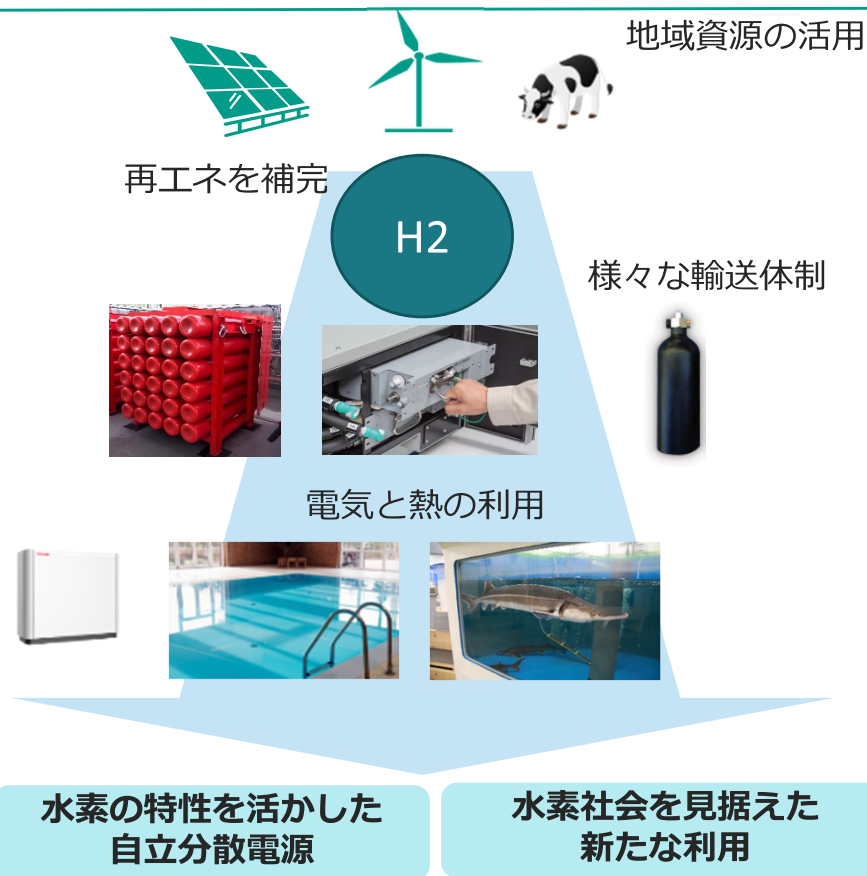 地域資源の活用
再エネを補完
H2
様々な輸送体制
電気と熱の利用
水素の特性を活かした
自立分散電源
水素社会を見据えた
新たな利用